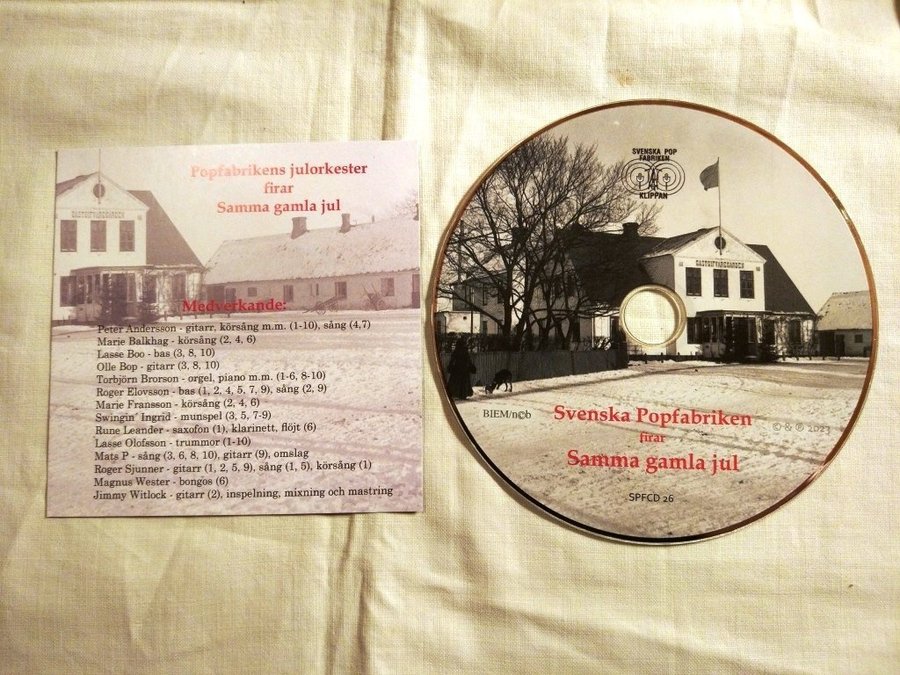 Popfabrikens julorkester
firar
Samma gamla jul
GASTGIFVAREGÅRDEN
Medverkande:
Peter Andersson - gitarr, körsång m.m. (1-10), sång (4,7)
Marie Balkhag - körsång (2, 4, 6)
Lasse Boo - bas (3, 8, 10)
Olle Bop - gitarr (3, 8, 10)
Torbjörn Brorson - orgel, piano m.m. (1-6, 8-10)
Roger Elovsson - bas (1, 2, 4, 5, 7, 9), sång (2, 9)
Marie Fransson - körsång (2, 4, 6)
Swingin´ Ingrid - munspel (3, 5, 7-9)
Rune Leander - saxofon (1), klarinett, flöjt (6)
Lasse Olofsson - trummor (1-10)
Mats P - sång (3, 6, 8, 10), gitarr (9), omslag
Roger Sjunner - gitarr (1, 2, 5, 9), sång (1, 5), körsång (1)
Magnus Wester - bongos (6)
Jimmy Witlock - gitarr (2), inspelning, mixning och mastring
SVENSKA POP
FABRIKEN
KLIPPAN
GASTGIFVAREGÅRDEN
BIEM/n©b
Svenska Popfabriken
© & ℗ 2023
firar
Samma gamla jul
SPFCD 26